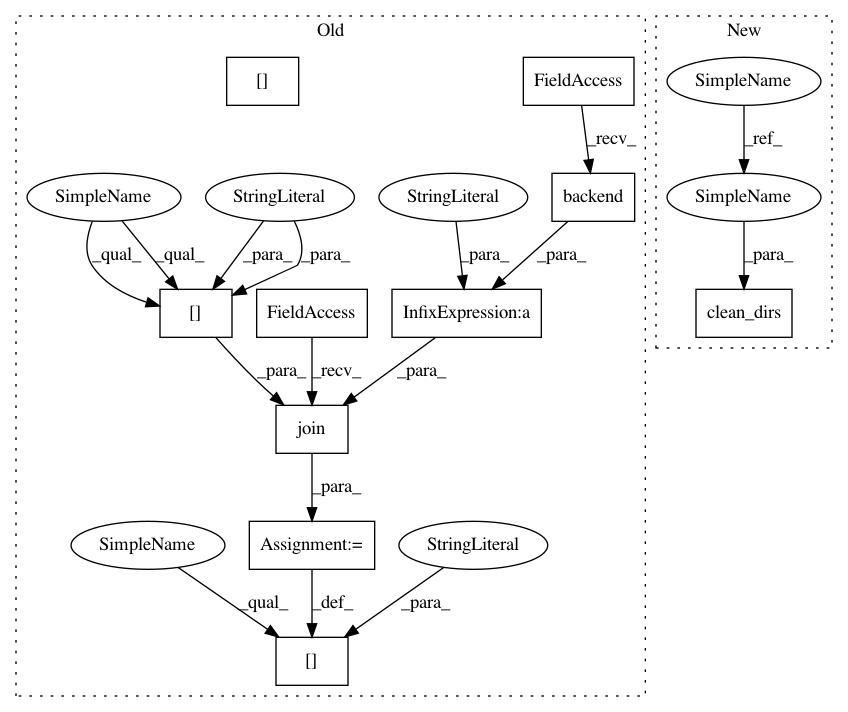 Old
New
[]
FieldAccess
SimpleName
_recv_
_ref_
SimpleName
StringLiteral
StringLiteral
backend
SimpleName
_qual_
_qual_
_para_
_para_
_para_
_para_
_para_
[]
FieldAccess
InfixExpression:a
clean_dirs
_para_
_recv_
_para_
join
_para_
SimpleName
Assignment:=
StringLiteral
_qual_
_def_
_para_
[]